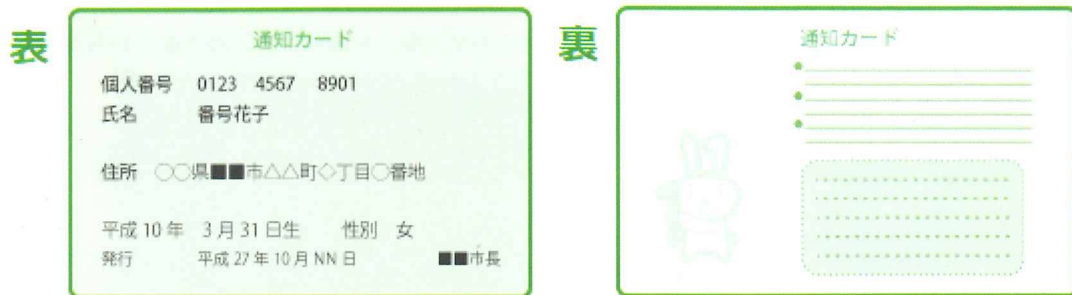 表
通知カード
個人番号 0123 4567 8901
氏名 番号花子
住所 ○○県■■市△△町◇丁目○番地
平成10年 3月31日生 性別 女
発行 平成27年10月NN日 ■■市長
裏
通知カード